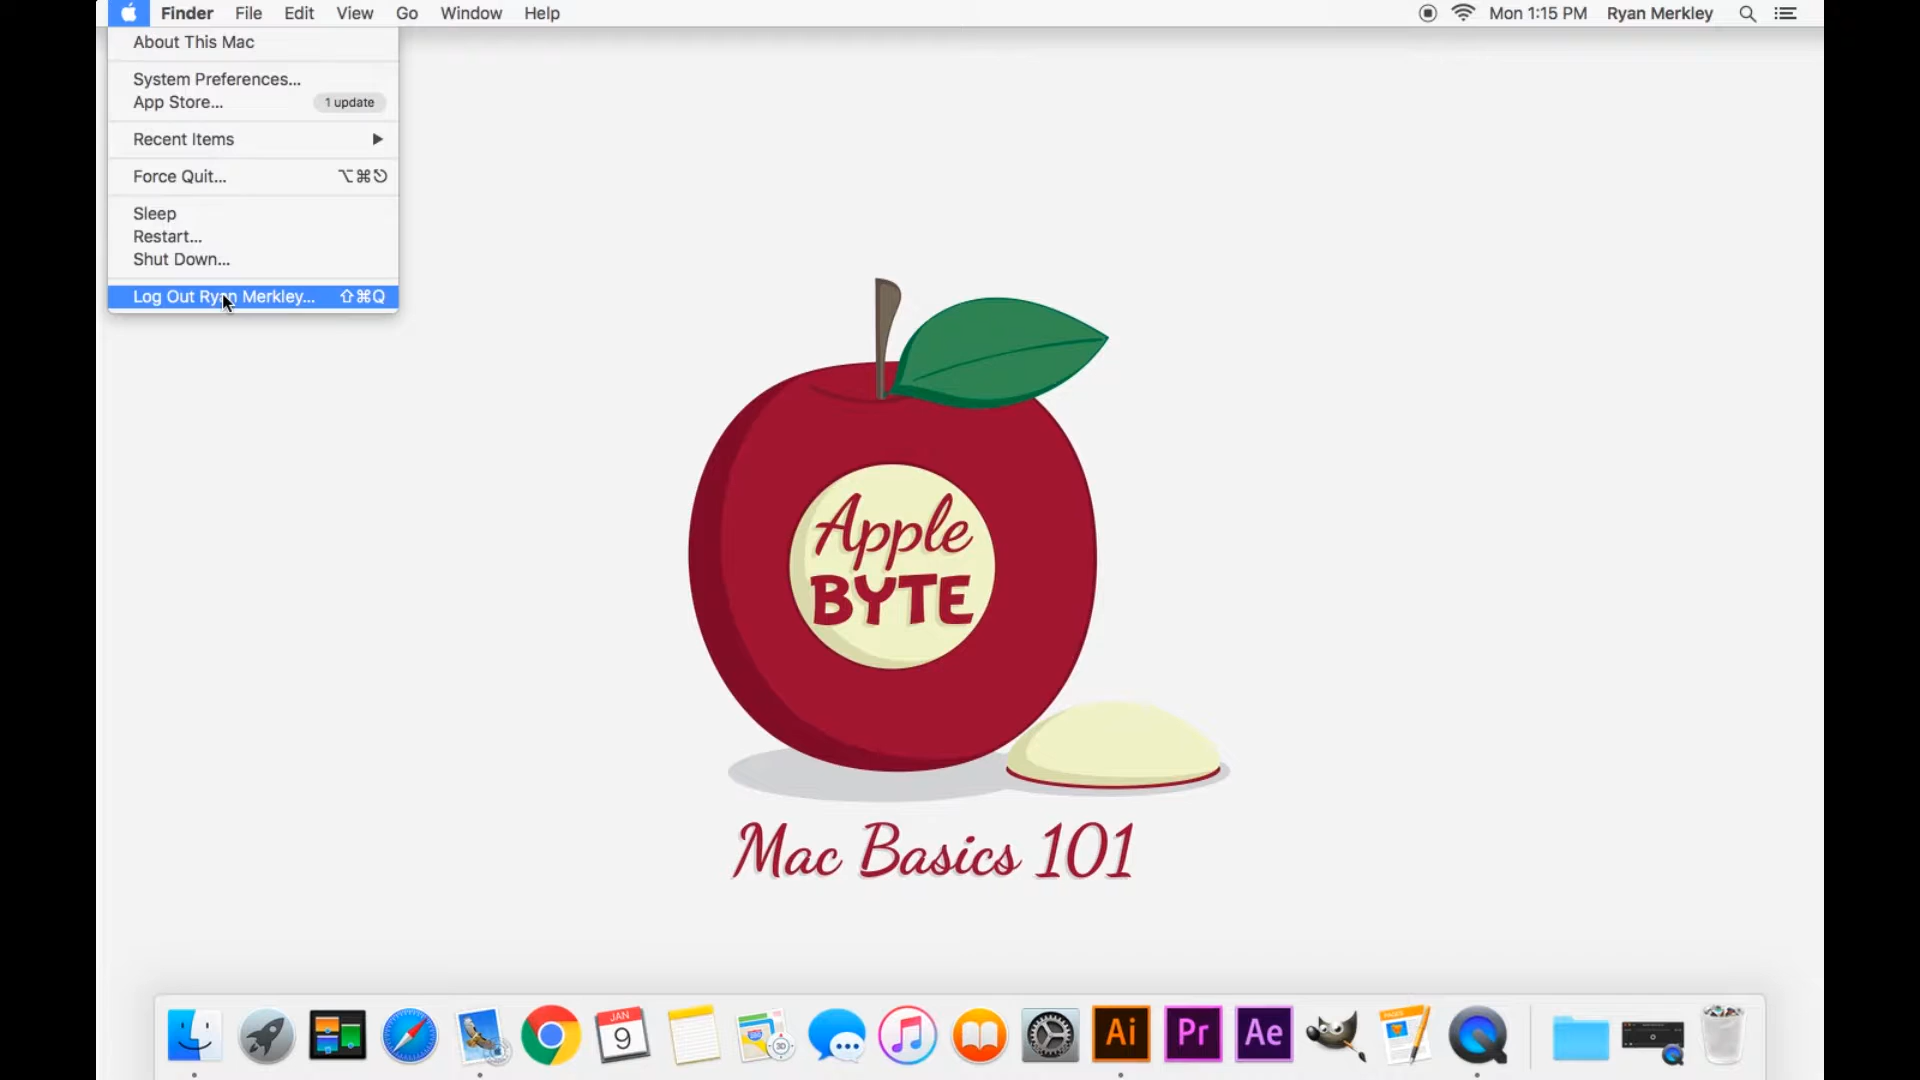 Finder File Edit View Go Window Help Mon 1:15 PM Ryan Merkley
About This Mac
System Preferences...
App Store... 1 update
Recent Items
Force Quit... ⌥⌘⎋
Sleep
Restart...
Shut Down...
Log Out Ryan Merkley... ⇧⌘Q
Apple
BYTE
Mac Basics 101
JAN
9
PAGES
Ai
Pr
Ae